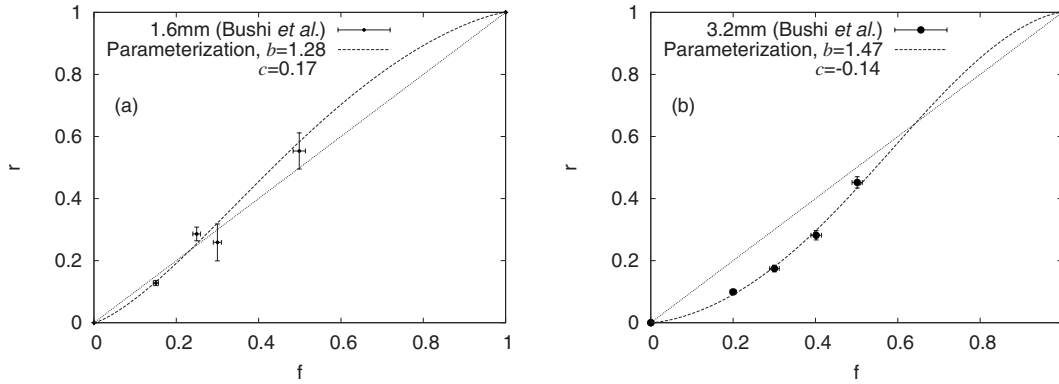 1.6mm (Bushi et al.)
Parameterization, b=1.28
c=0.17
(a)
1
0.8
0.6
0.4
0.2
0
0 0.2 0.4 0.6 0.8 1
r
f
3.2mm (Bushi et al.)
Parameterization, b=1.47
c=-0.14
(b)
1
0.8
0.6
0.4
0.2
0
0 0.2 0.4 0.6 0.8
r
f